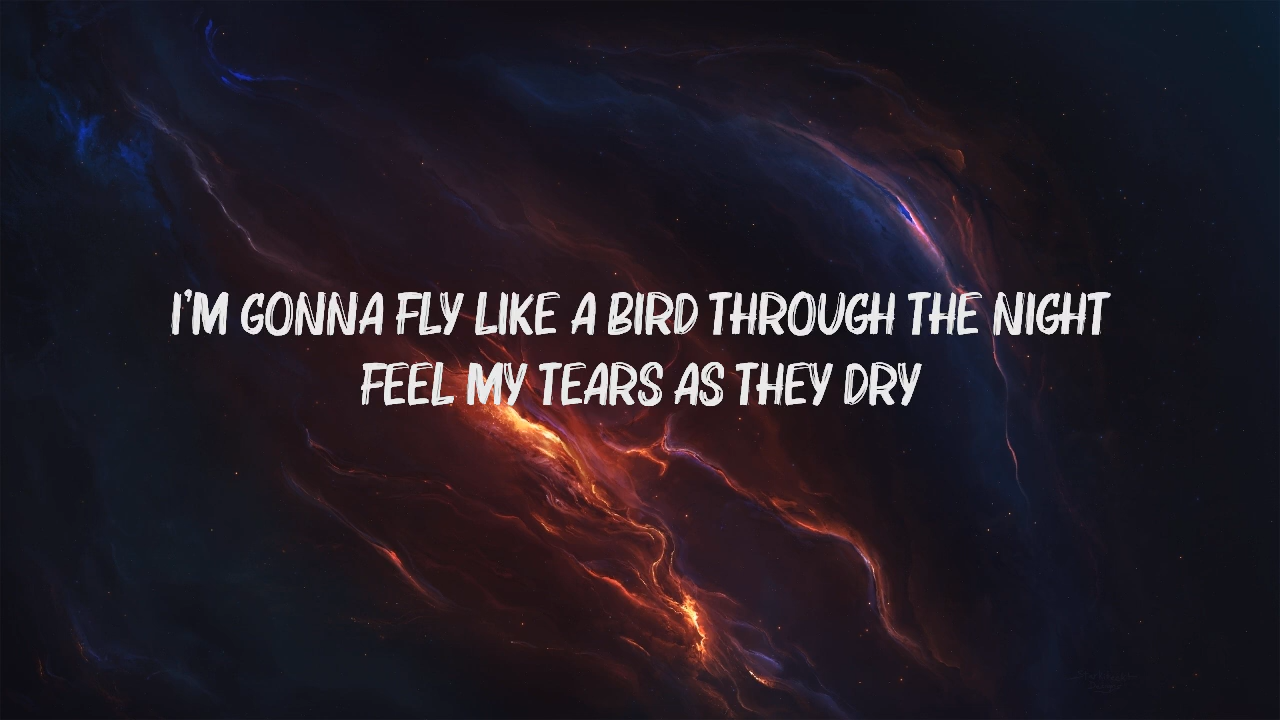 I'M GONNA FLY LIKE A BIRD THROUGH THE NIGHT
FEEL MY TEARS AS THEY DRY